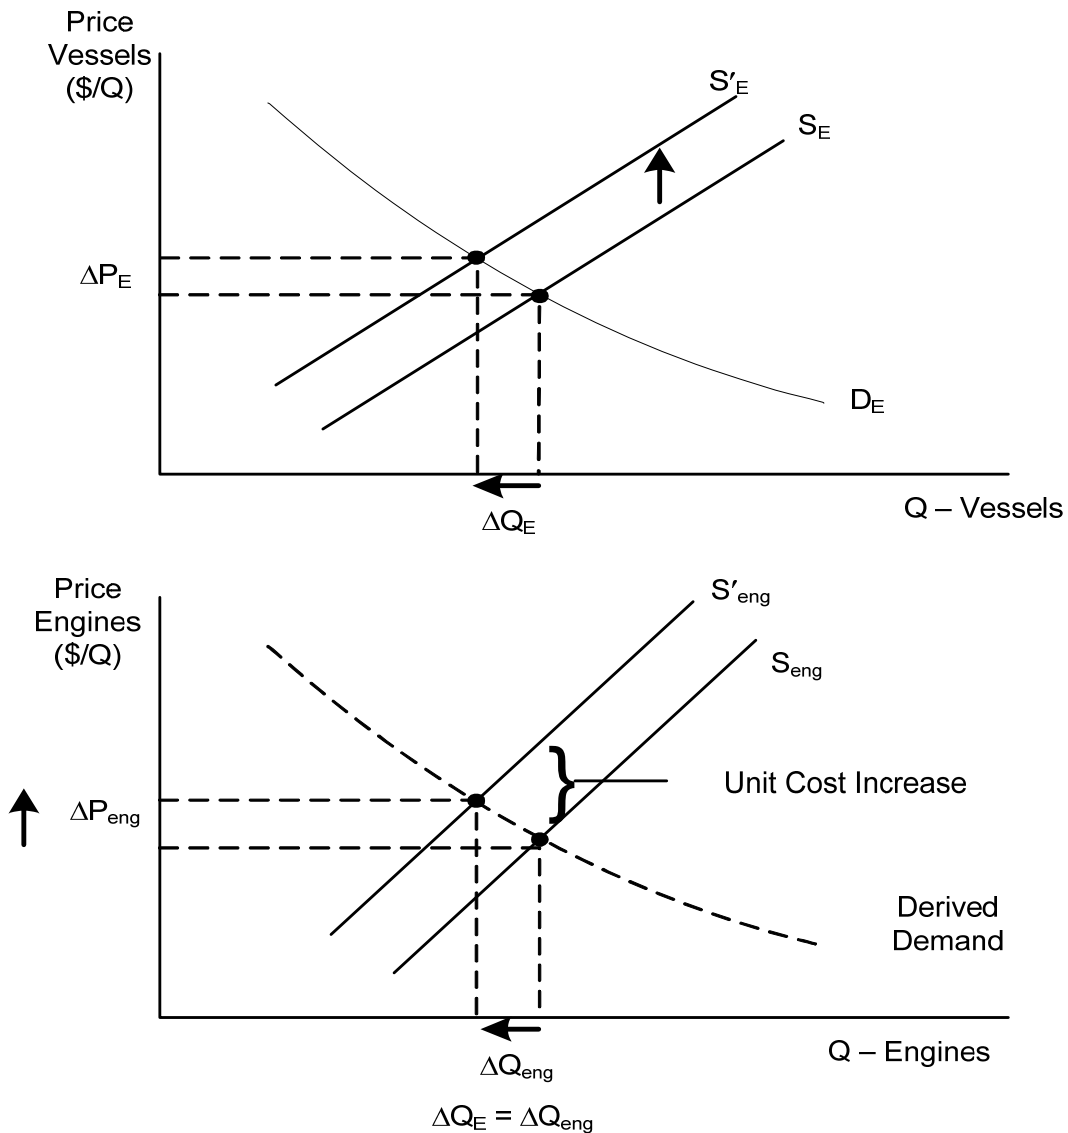 Price
Vessels
($/Q)
S′E
SE
ΔPE
DE
Q – Vessels
ΔQE
Price
Engines
($/Q)
S′eng
Seng
}
Unit Cost Increase
ΔPeng
Derived
Demand
Q – Engines
ΔQeng
ΔQE = ΔQeng